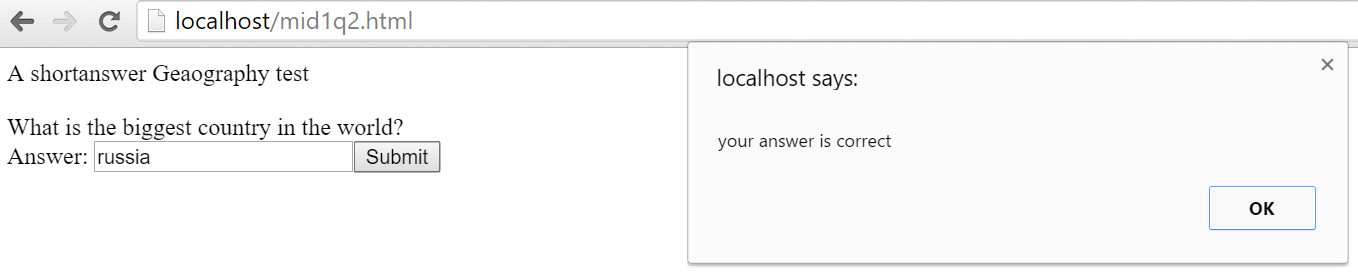 localhost/mid1q2.html
A shortanswer Geaography test
What is the biggest country in the world?
Answer: russia Submit
localhost says:
your answer is correct
OK